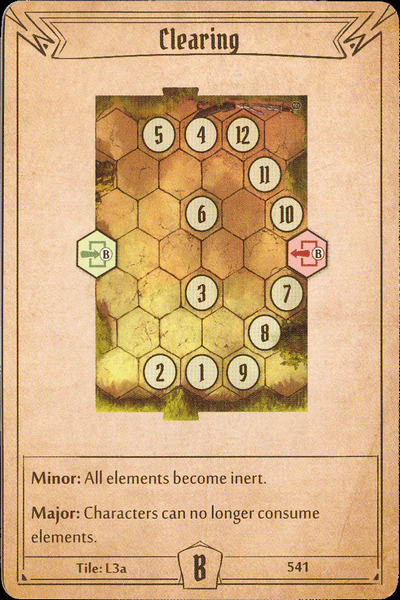 Clearing
5 4 12
11
6 10
B B
3 7
8
2 1 9
Minor: All elements become inert.
Major: Characters can no longer consume
elements.
Tile: L3a B 541